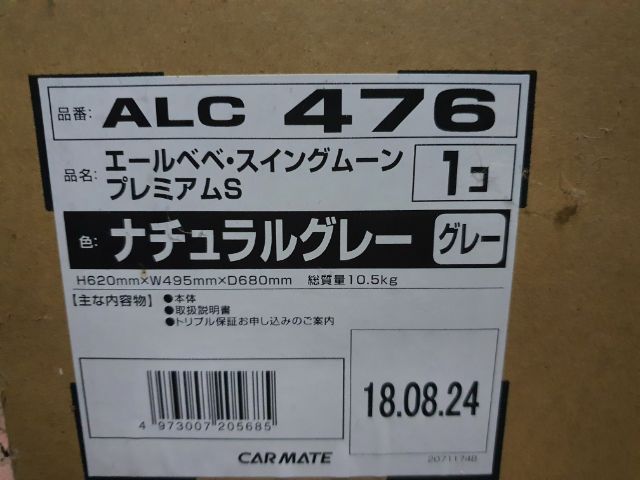 品番: ALC 476
品名: エールベベ・スイングムーン
プレミアムS
1コ
色: ナチュラルグレー グレー
H620mm×W495mm×D680mm 総質量10.5kg
【主な内容物】 ●本体
●取扱説明書
●トリプル保証お申し込みのご案内
4 973007 205685
18.08.24
CARMATE
20711748